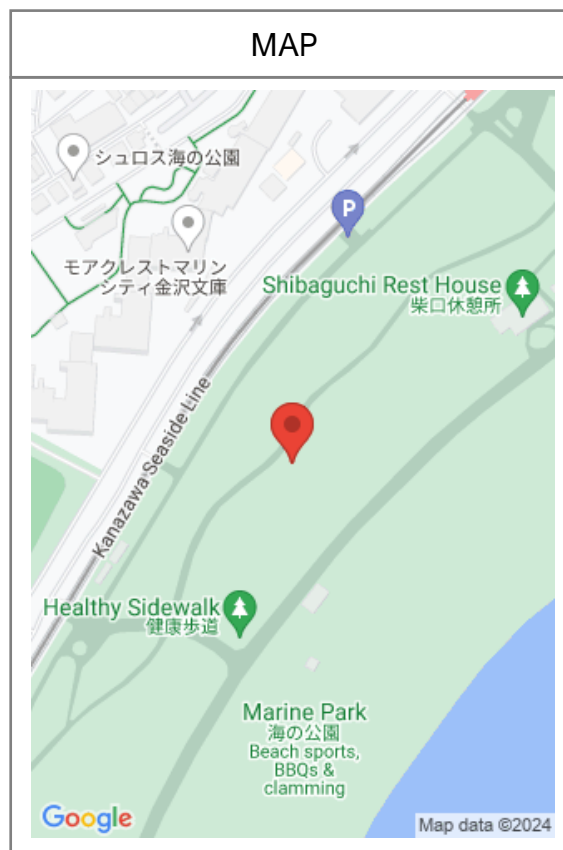 MAP
シュロス海の公園
P
モアクレストマリン
シティ金沢文庫
Shibaguchi Rest House
柴口休憩所
Kanazawa Seaside Line
Healthy Sidewalk
健康歩道
Marine Park
海の公園
Beach sports,
BBQs &
clamming
Google
Map data ©2024